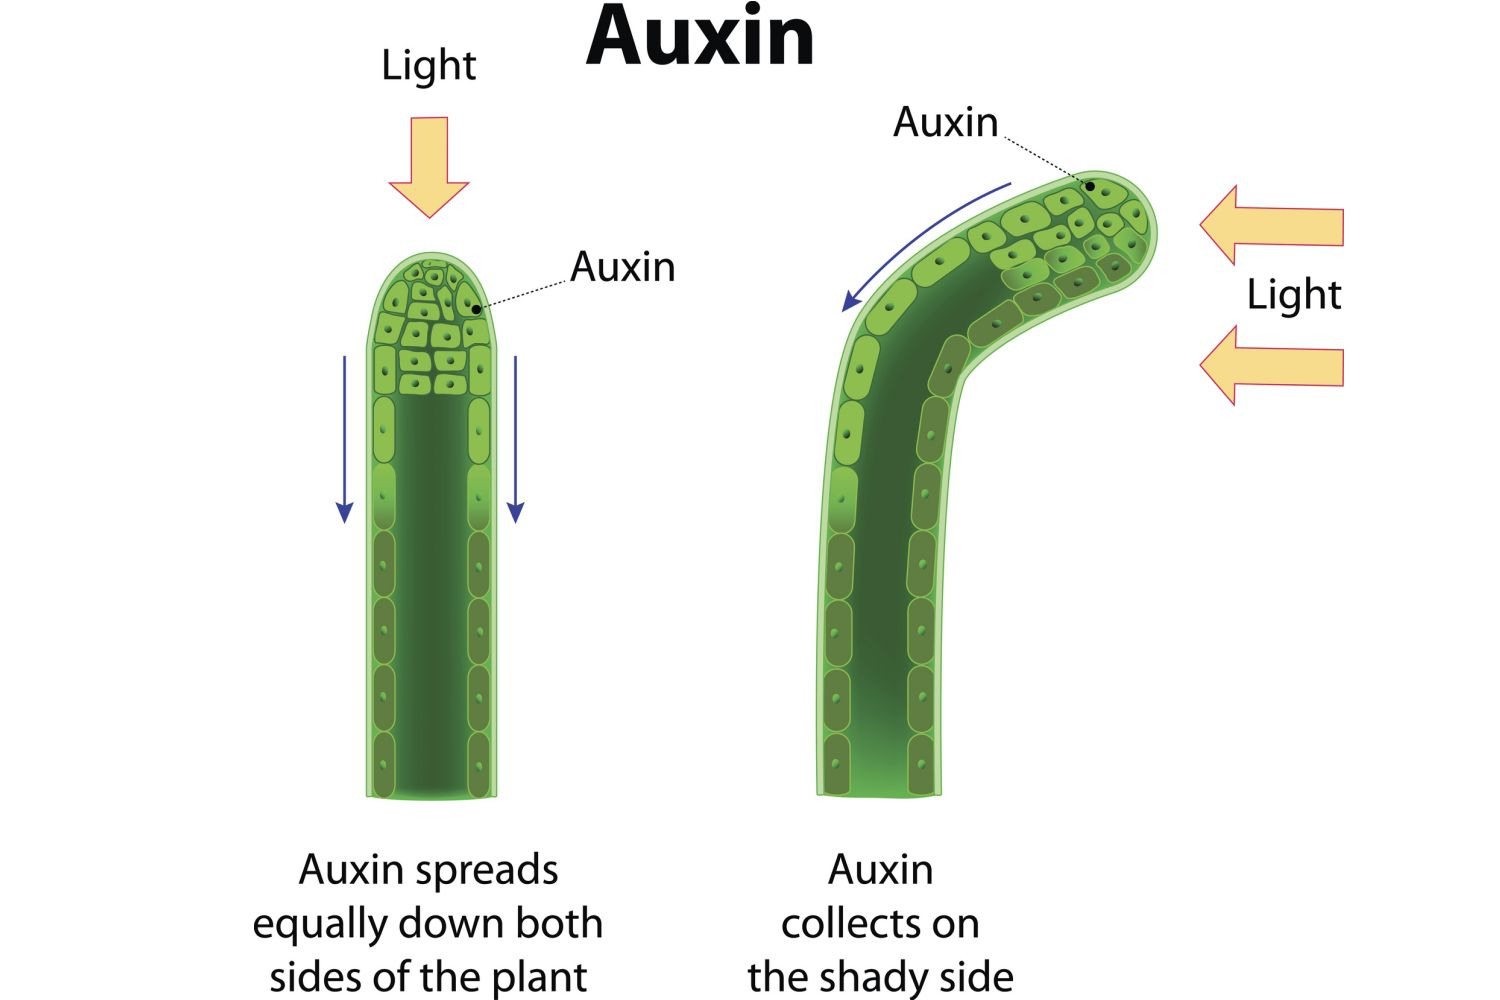 Auxin
Light
Auxin
Auxin
Light
Auxin spreads
equally down both
sides of the plant
Auxin
collects on
the shady side